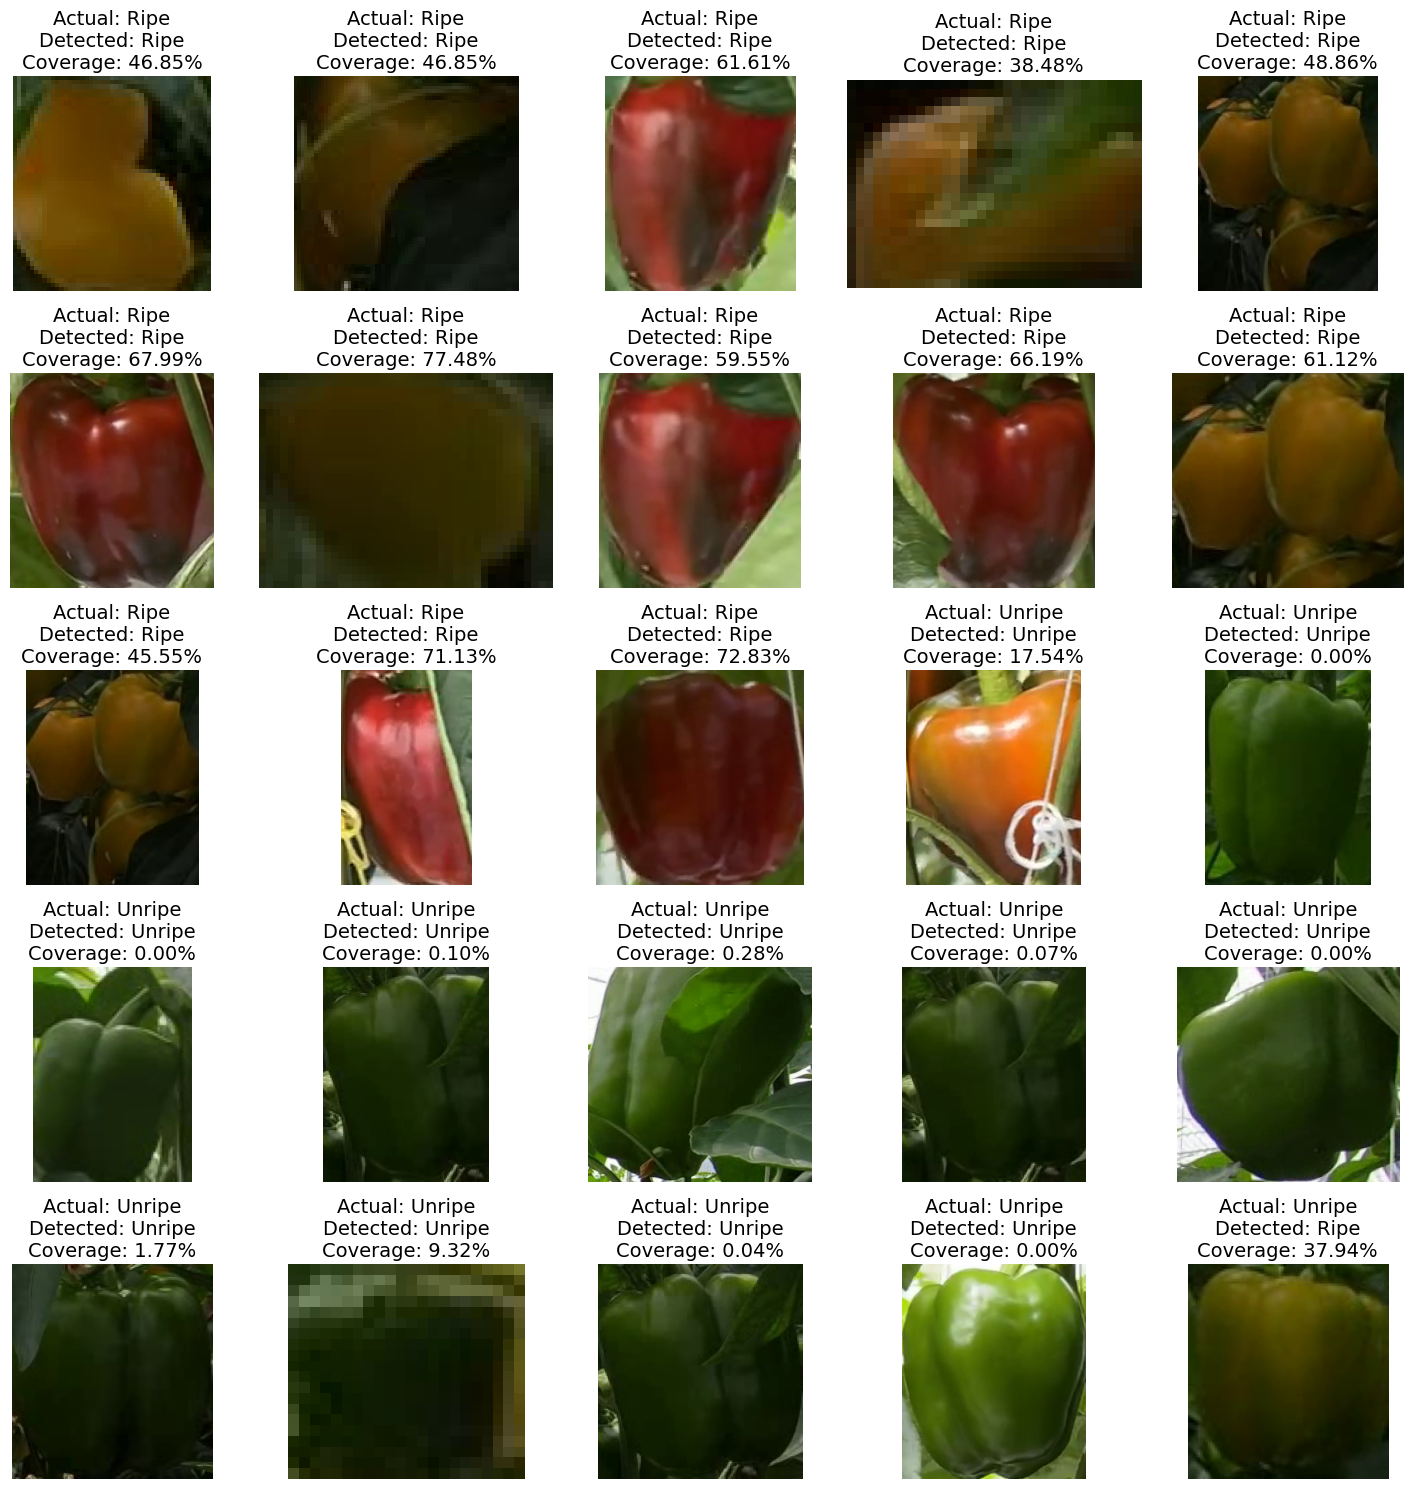 Actual: Ripe
Detected: Ripe
Coverage: 46.85%
Actual: Ripe
Detected: Ripe
Coverage: 46.85%
Actual: Ripe
Detected: Ripe
Coverage: 61.61%
Actual: Ripe
Detected: Ripe
Coverage: 38.48%
Actual: Ripe
Detected: Ripe
Coverage: 48.86%
Actual: Ripe
Detected: Ripe
Coverage: 67.99%
Actual: Ripe
Detected: Ripe
Coverage: 77.48%
Actual: Ripe
Detected: Ripe
Coverage: 59.55%
Actual: Ripe
Detected: Ripe
Coverage: 66.19%
Actual: Ripe
Detected: Ripe
Coverage: 61.12%
Actual: Ripe
Detected: Ripe
Coverage: 45.55%
Actual: Ripe
Detected: Ripe
Coverage: 71.13%
Actual: Ripe
Detected: Ripe
Coverage: 72.83%
Actual: Unripe
Detected: Unripe
Coverage: 17.54%
Actual: Unripe
Detected: Unripe
Coverage: 0.00%
Actual: Unripe
Detected: Unripe
Coverage: 0.00%
Actual: Unripe
Detected: Unripe
Coverage: 0.10%
Actual: Unripe
Detected: Unripe
Coverage: 0.28%
Actual: Unripe
Detected: Unripe
Coverage: 0.07%
Actual: Unripe
Detected: Unripe
Coverage: 0.00%
Actual: Unripe
Detected: Unripe
Coverage: 1.77%
Actual: Unripe
Detected: Unripe
Coverage: 9.32%
Actual: Unripe
Detected: Unripe
Coverage: 0.04%
Actual: Unripe
Detected: Unripe
Coverage: 0.00%
Actual: Unripe
Detected: Ripe
Coverage: 37.94%